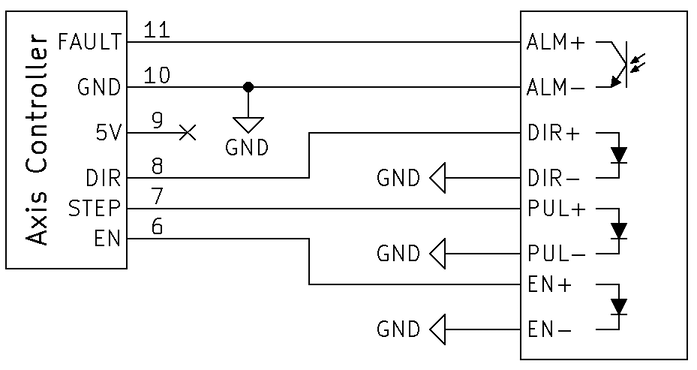 Axis Controller
FAULT 11 ALM+
GND 10 ALM−
5V 9 DIR+
GND
DIR 8 GND DIR−
STEP 7 PUL+
EN 6 GND PUL−
EN+
GND EN−